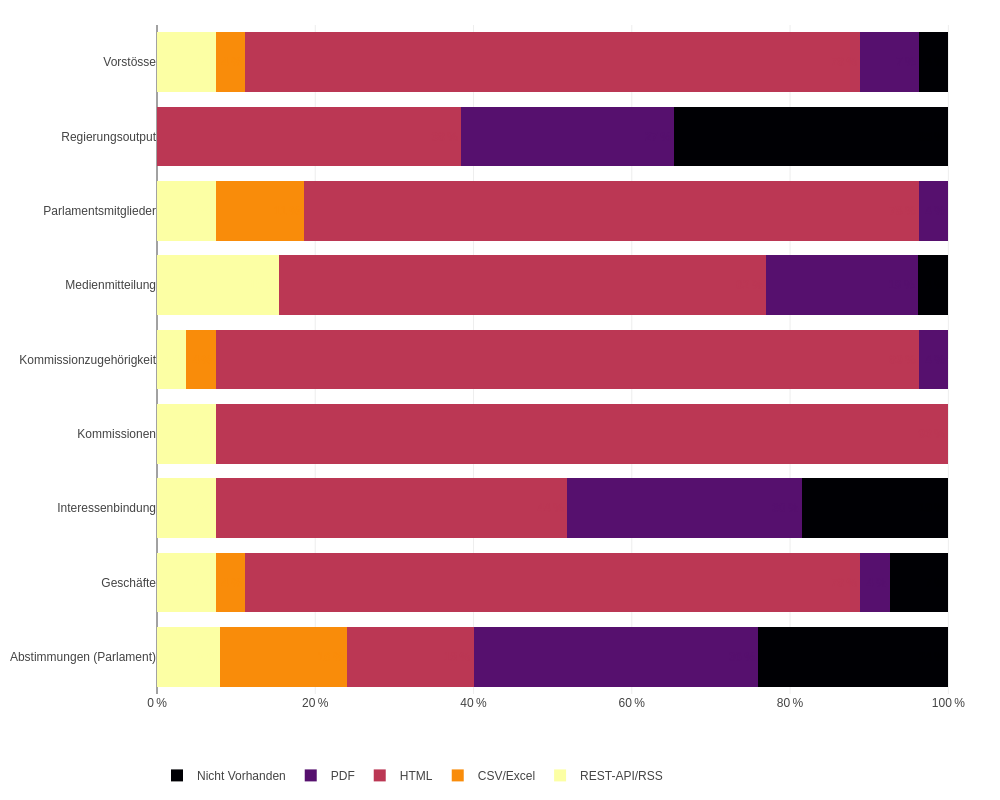 Vorstösse
Regierungsoutput
Parlamentsmitglieder
Medienmitteilung
Kommissionzugehörigkeit
Kommissionen
Interessenbindung
Geschäfte
Abstimmungen (Parlament)
0 % 20 % 40 % 60 % 80 % 100 %
Nicht Vorhanden PDF HTML CSV/Excel REST-API/RSS